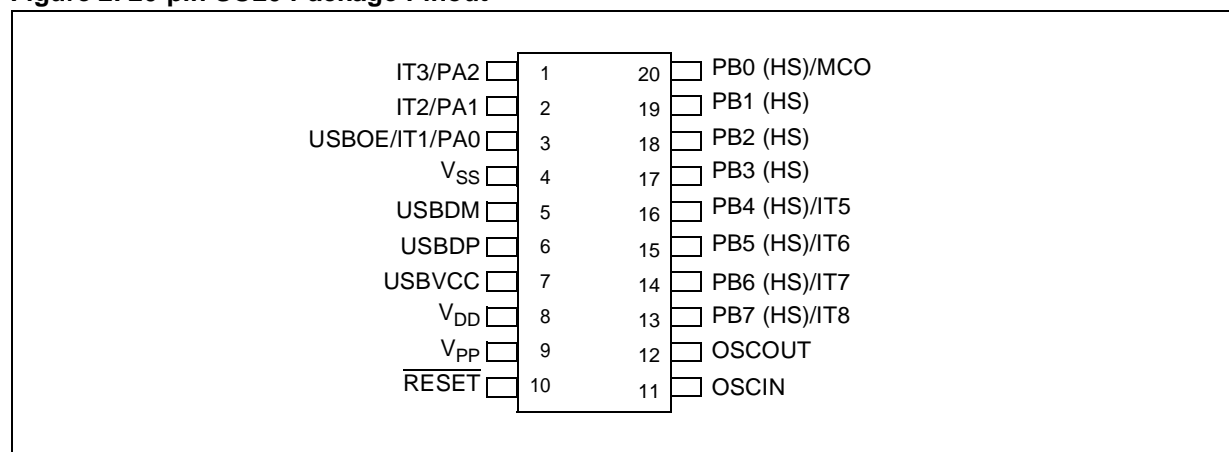 Figure Package Pinout
IT3/PA2 1 20 PB0 (HS)/MCO
IT2/PA1 2 19 PB1 (HS)
USBOE/IT1/PA0 3 18 PB2 (HS)
VSS 4 17 PB3 (HS)
USBDM 5 16 PB4 (HS)/IT5
USBDP 6 15 PB5 (HS)/IT6
USBVCC 7 14 PB6 (HS)/IT7
VDD 8 13 PB7 (HS)/IT8
VPP 9 12 OSCOUT
RESET 10 11 OSCIN